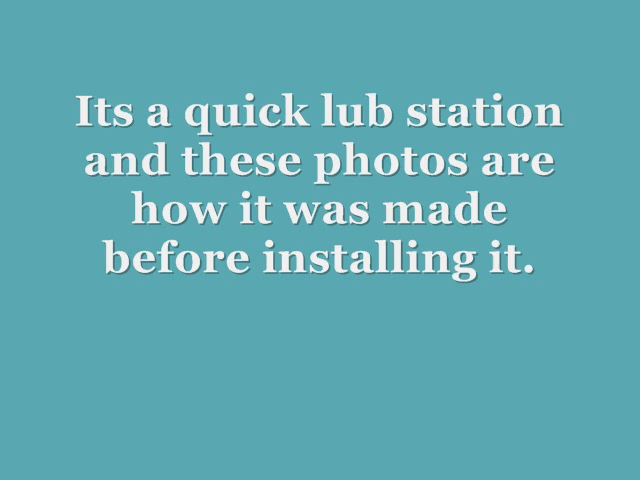 Its a quick lub station
and these photos are
how it was made
before installing it.